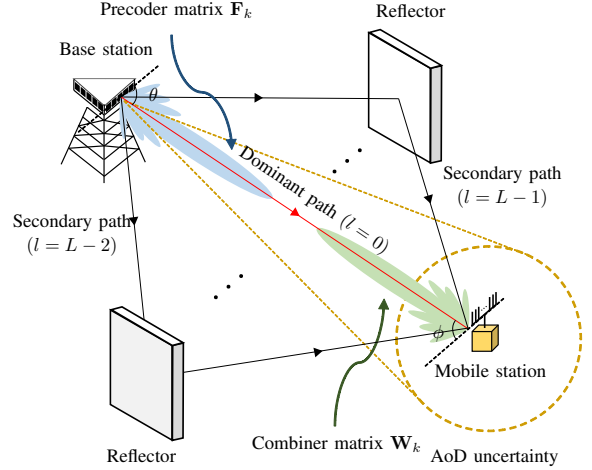 Precoder matrix F_k
Reflector
Base station
θ
Dominant path (l = 0)
Secondary path
(l = L − 1)
Secondary path
(l = L − 2)
ϕ
Mobile station
Combiner matrix W_k
Reflector
AoD uncertainty